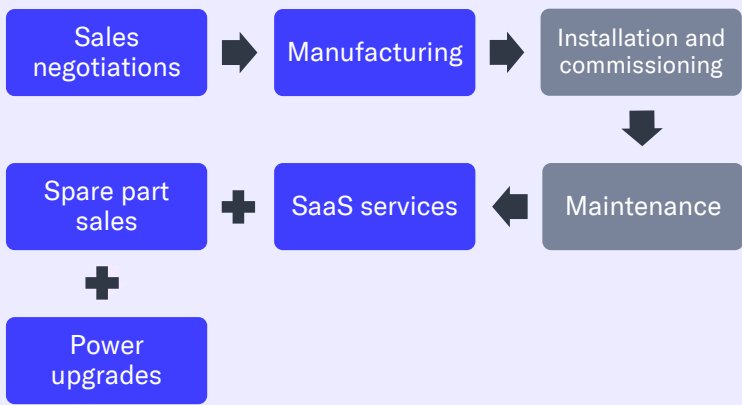 Sales
negotiations
Manufacturing
Installation and
commissioning
Maintenance
SaaS services
Spare part
sales
Power
upgrades